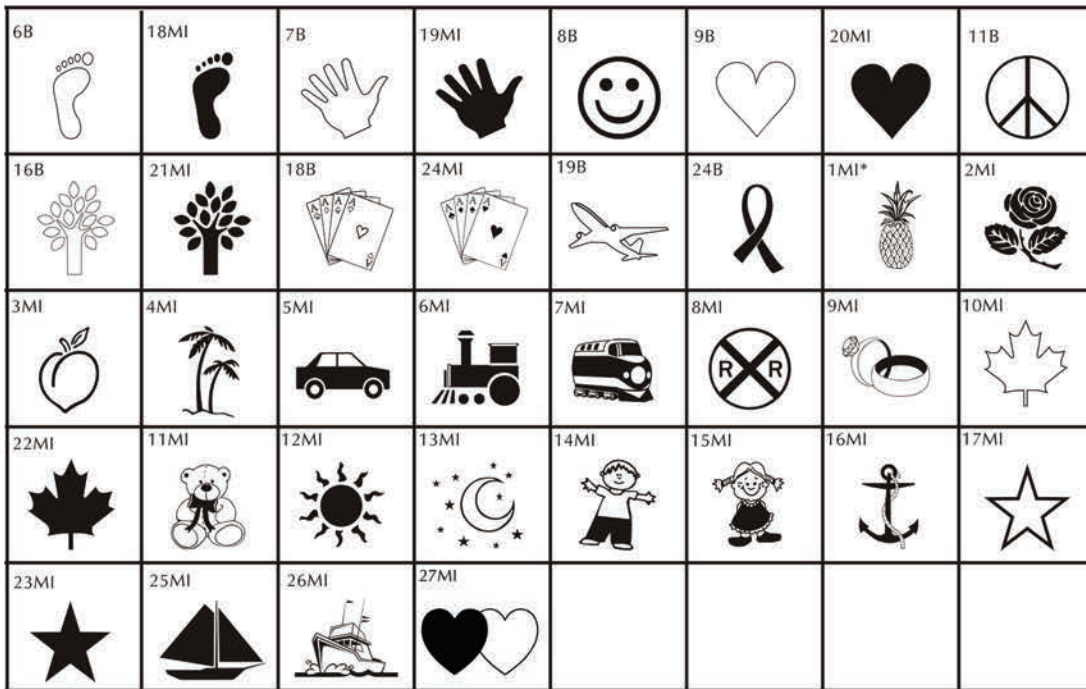 6B 18MI 7B 19MI 8B 9B 20MI 11B
16B 21MI 18B 24MI 19B 24B 1MI* 2MI
A A A A A A A A
3MI 4MI 5MI 6MI 7MI 8MI 9MI 10MI
R R
22MI 11MI 12MI 13MI 14MI 15MI 16MI 17MI
23MI 25MI 26MI 27MI